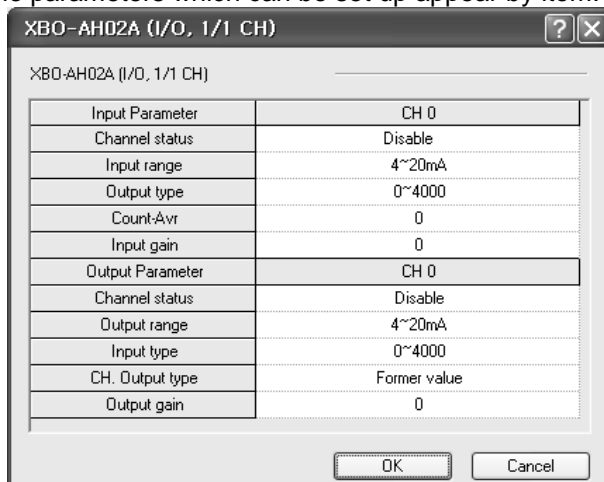 parameters which can be set up appear by item.
XBO-AH02A (I/O, 1/1 CH)
XBO-AH02A (I/O, 1/1 CH)
Input Parameter CH 0
Channel status Disable
Input range 4~20mA
Output type 0~4000
Count-Avr 0
Input gain 0
Output Parameter CH 0
Channel status Disable
Output range 4~20mA
Input type 0~4000
CH. Output type Former value
Output gain 0
OK Cancel